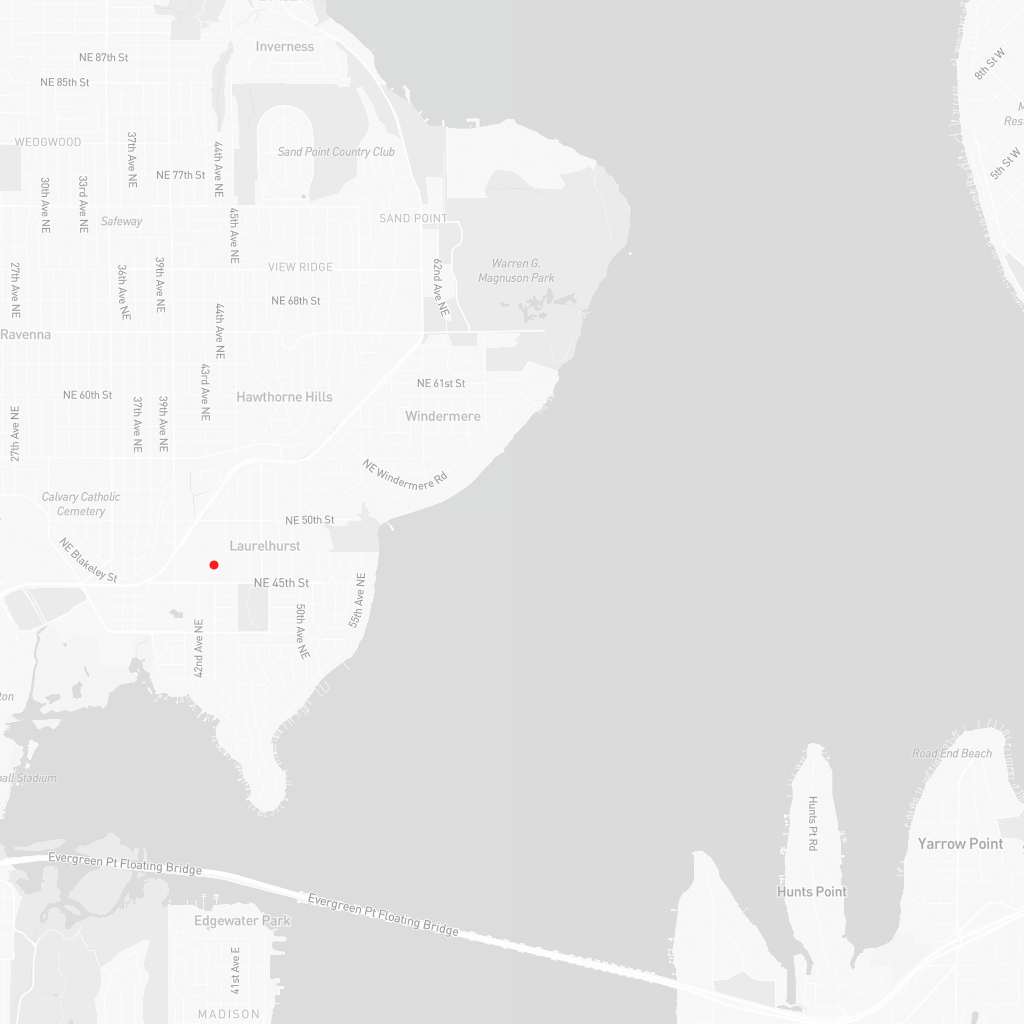 Inverness
NE 87th St
8th St W
NE 85th St
37th Ave NE
WEDGWOOD
44th Ave NE
Sand Point Country Club
5th St W
NE 77th St
30th Ave NE
33rd Ave NE
Safeway
45th Ave NE
SAND POINT
27th Ave NE
36th Ave NE
39th Ave NE
VIEW RIDGE
62nd Ave NE
Warren G.
Magnuson Park
NE 68th St
44th Ave NE
Ravenna
43rd Ave NE
NE 61st St
NE 60th St
Hawthorne Hills
27th Ave NE
37th Ave NE
39th Ave NE
Windermere
NE Windermere Rd
Calvary Catholic
Cemetery
NE 50th St
Laurelhurst
NE Blakeley St
NE 45th St
55th Ave NE
50th Ave NE
42nd Ave NE
Road End Beach
Stadium
Hunts Pt Rd
Yarrow Point
Evergreen Pt Floating Bridge
Hunts Point
Evergreen Pt Floating Bridge
Edgewater Park
41st Ave E
MADISON